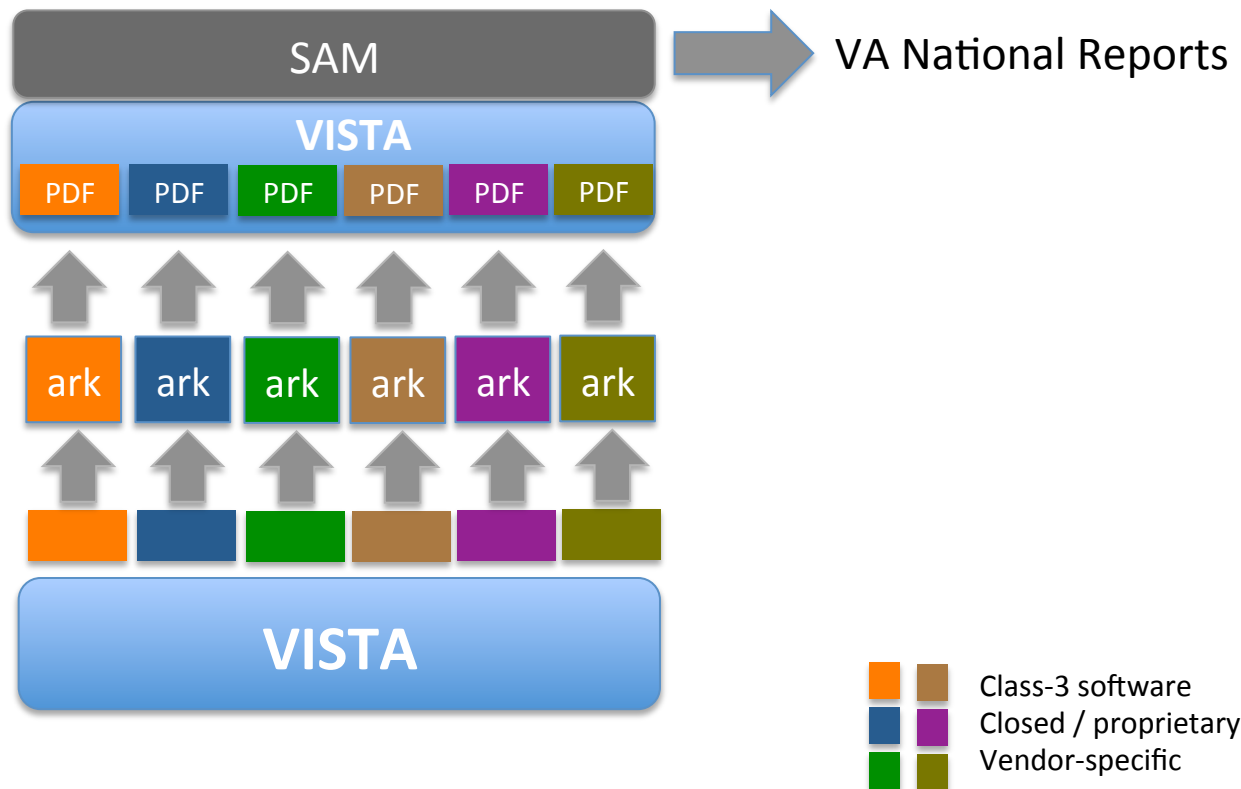 SAM
VA National Reports
VISTA
PDF PDF PDF PDF PDF PDF
ark ark ark ark ark ark
VISTA
Class-3 software
Closed / proprietary
Vendor-specific